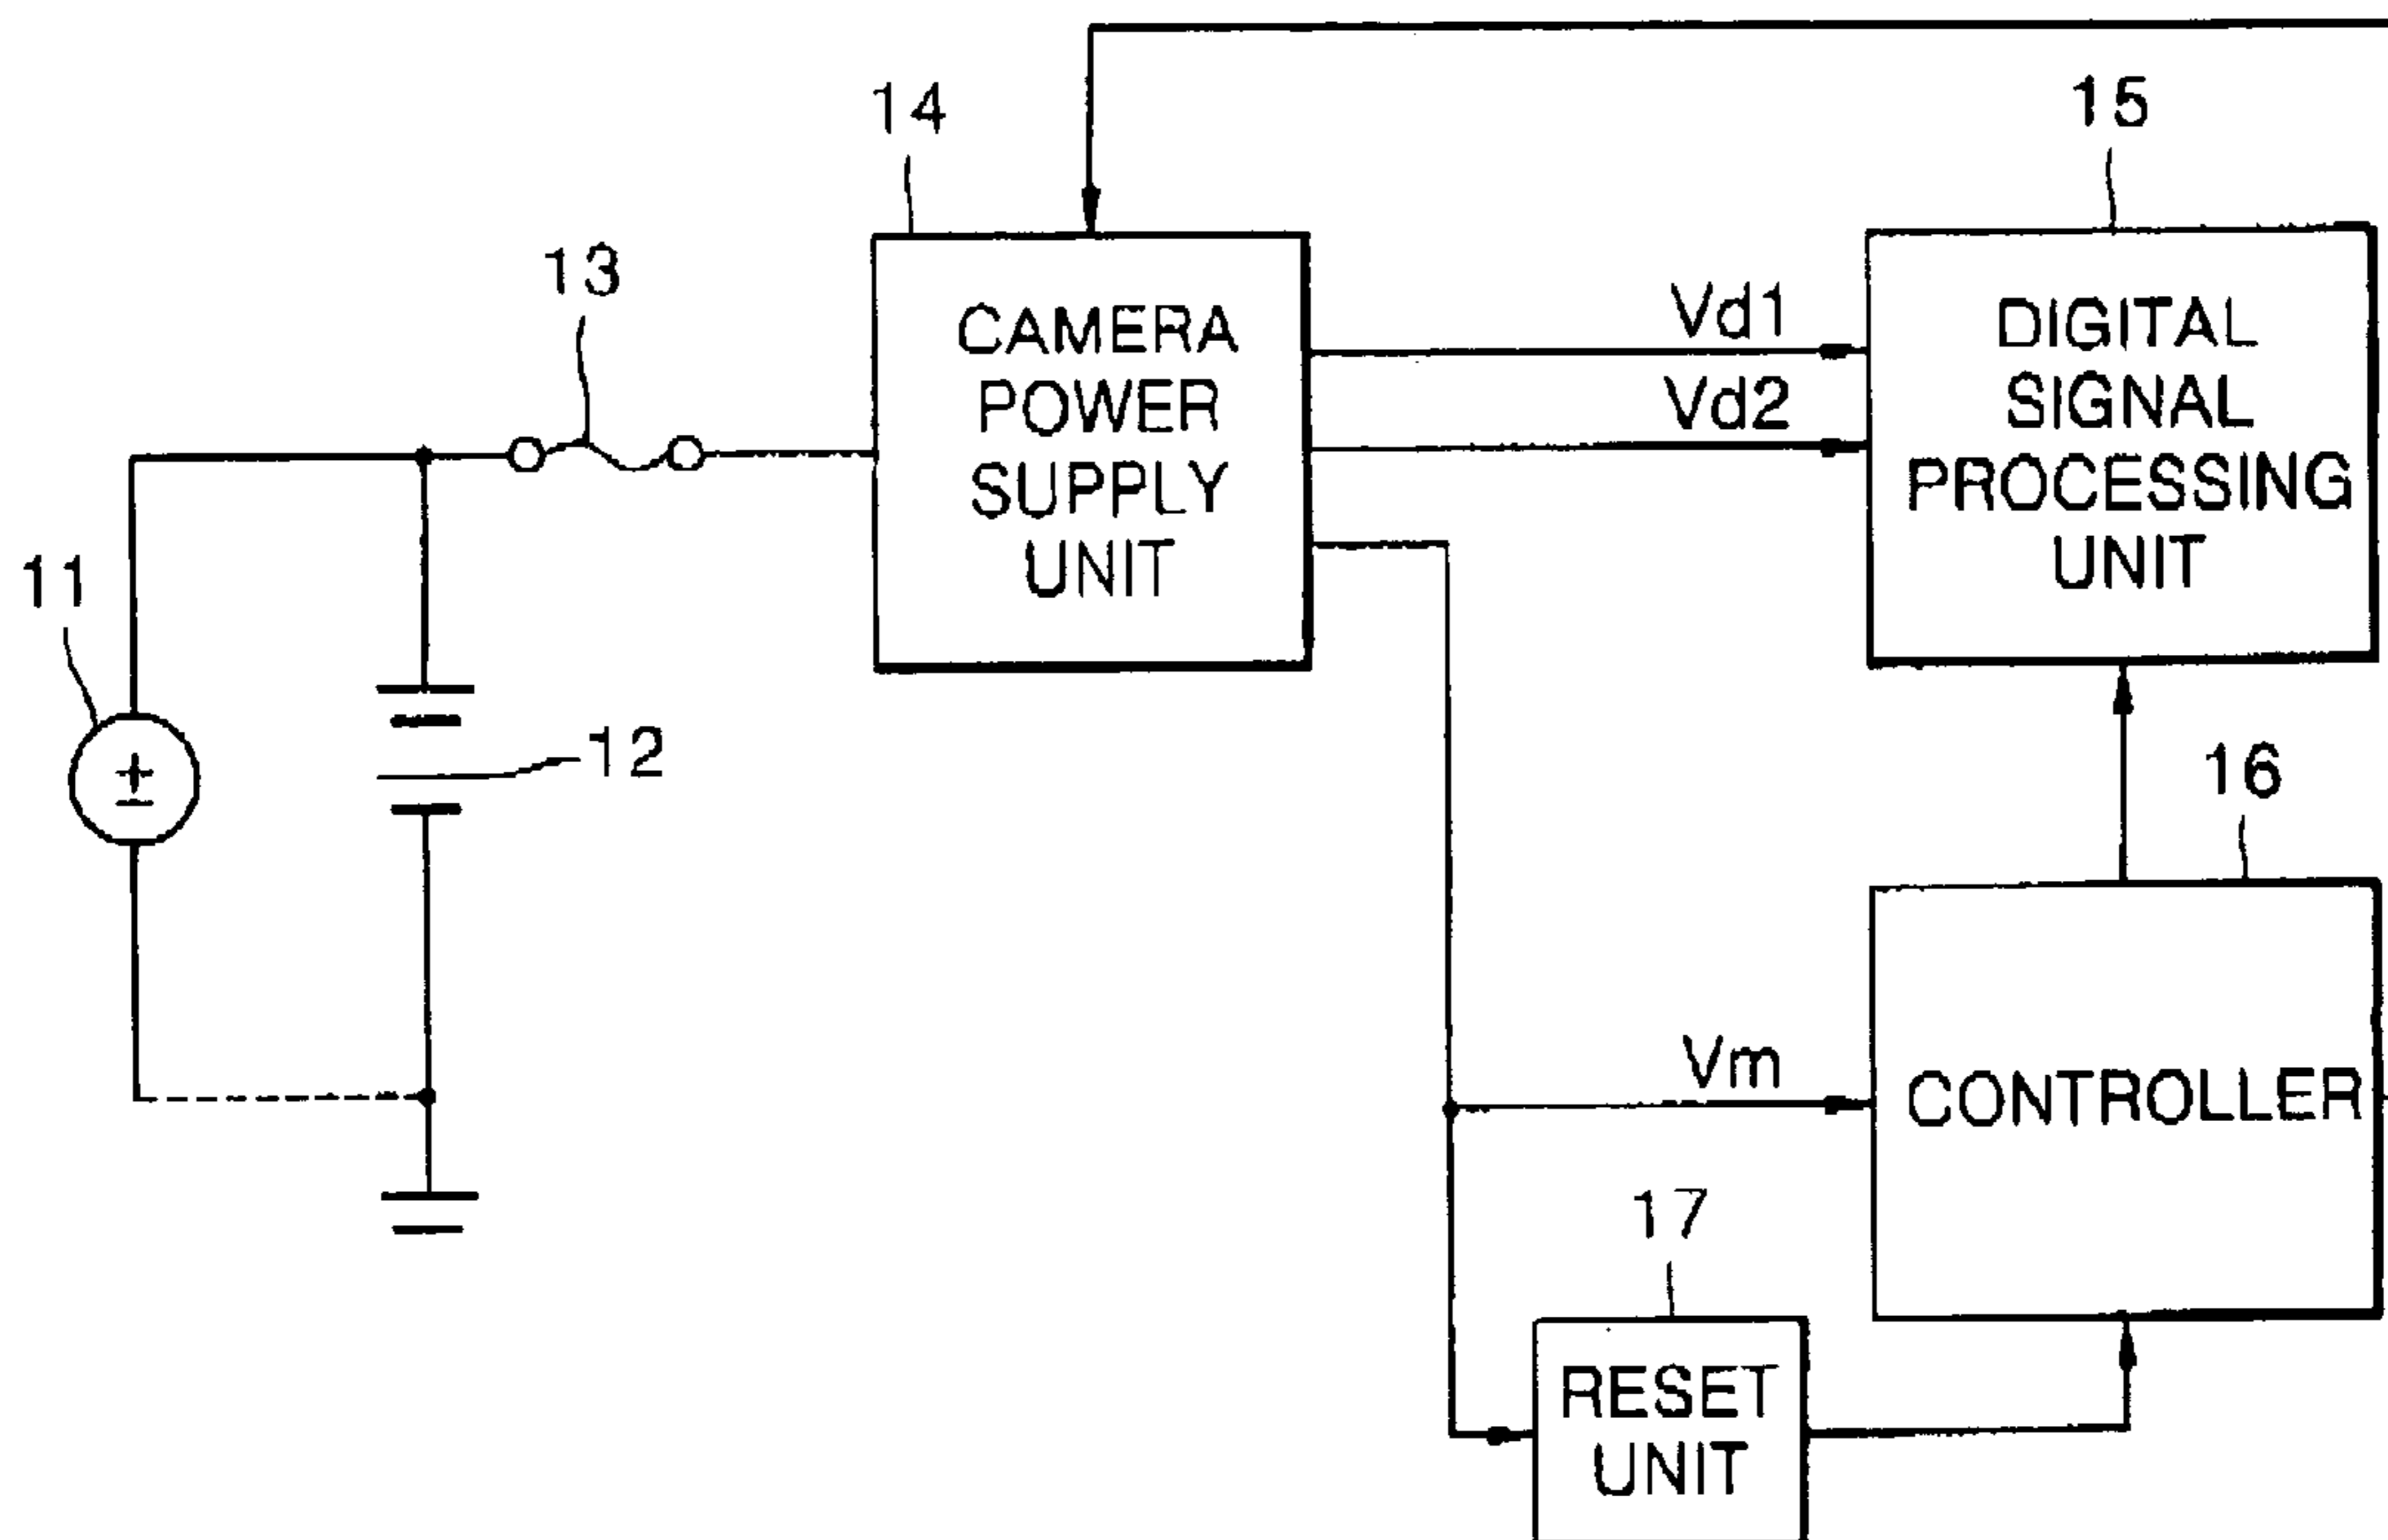 14
15
13
CAMERA
POWER
SUPPLY
UNIT
Vd1
Vd2
DIGITAL
SIGNAL
PROCESSING
UNIT
11
±
12
16
Vm
CONTROLLER
17
RESET
UNIT